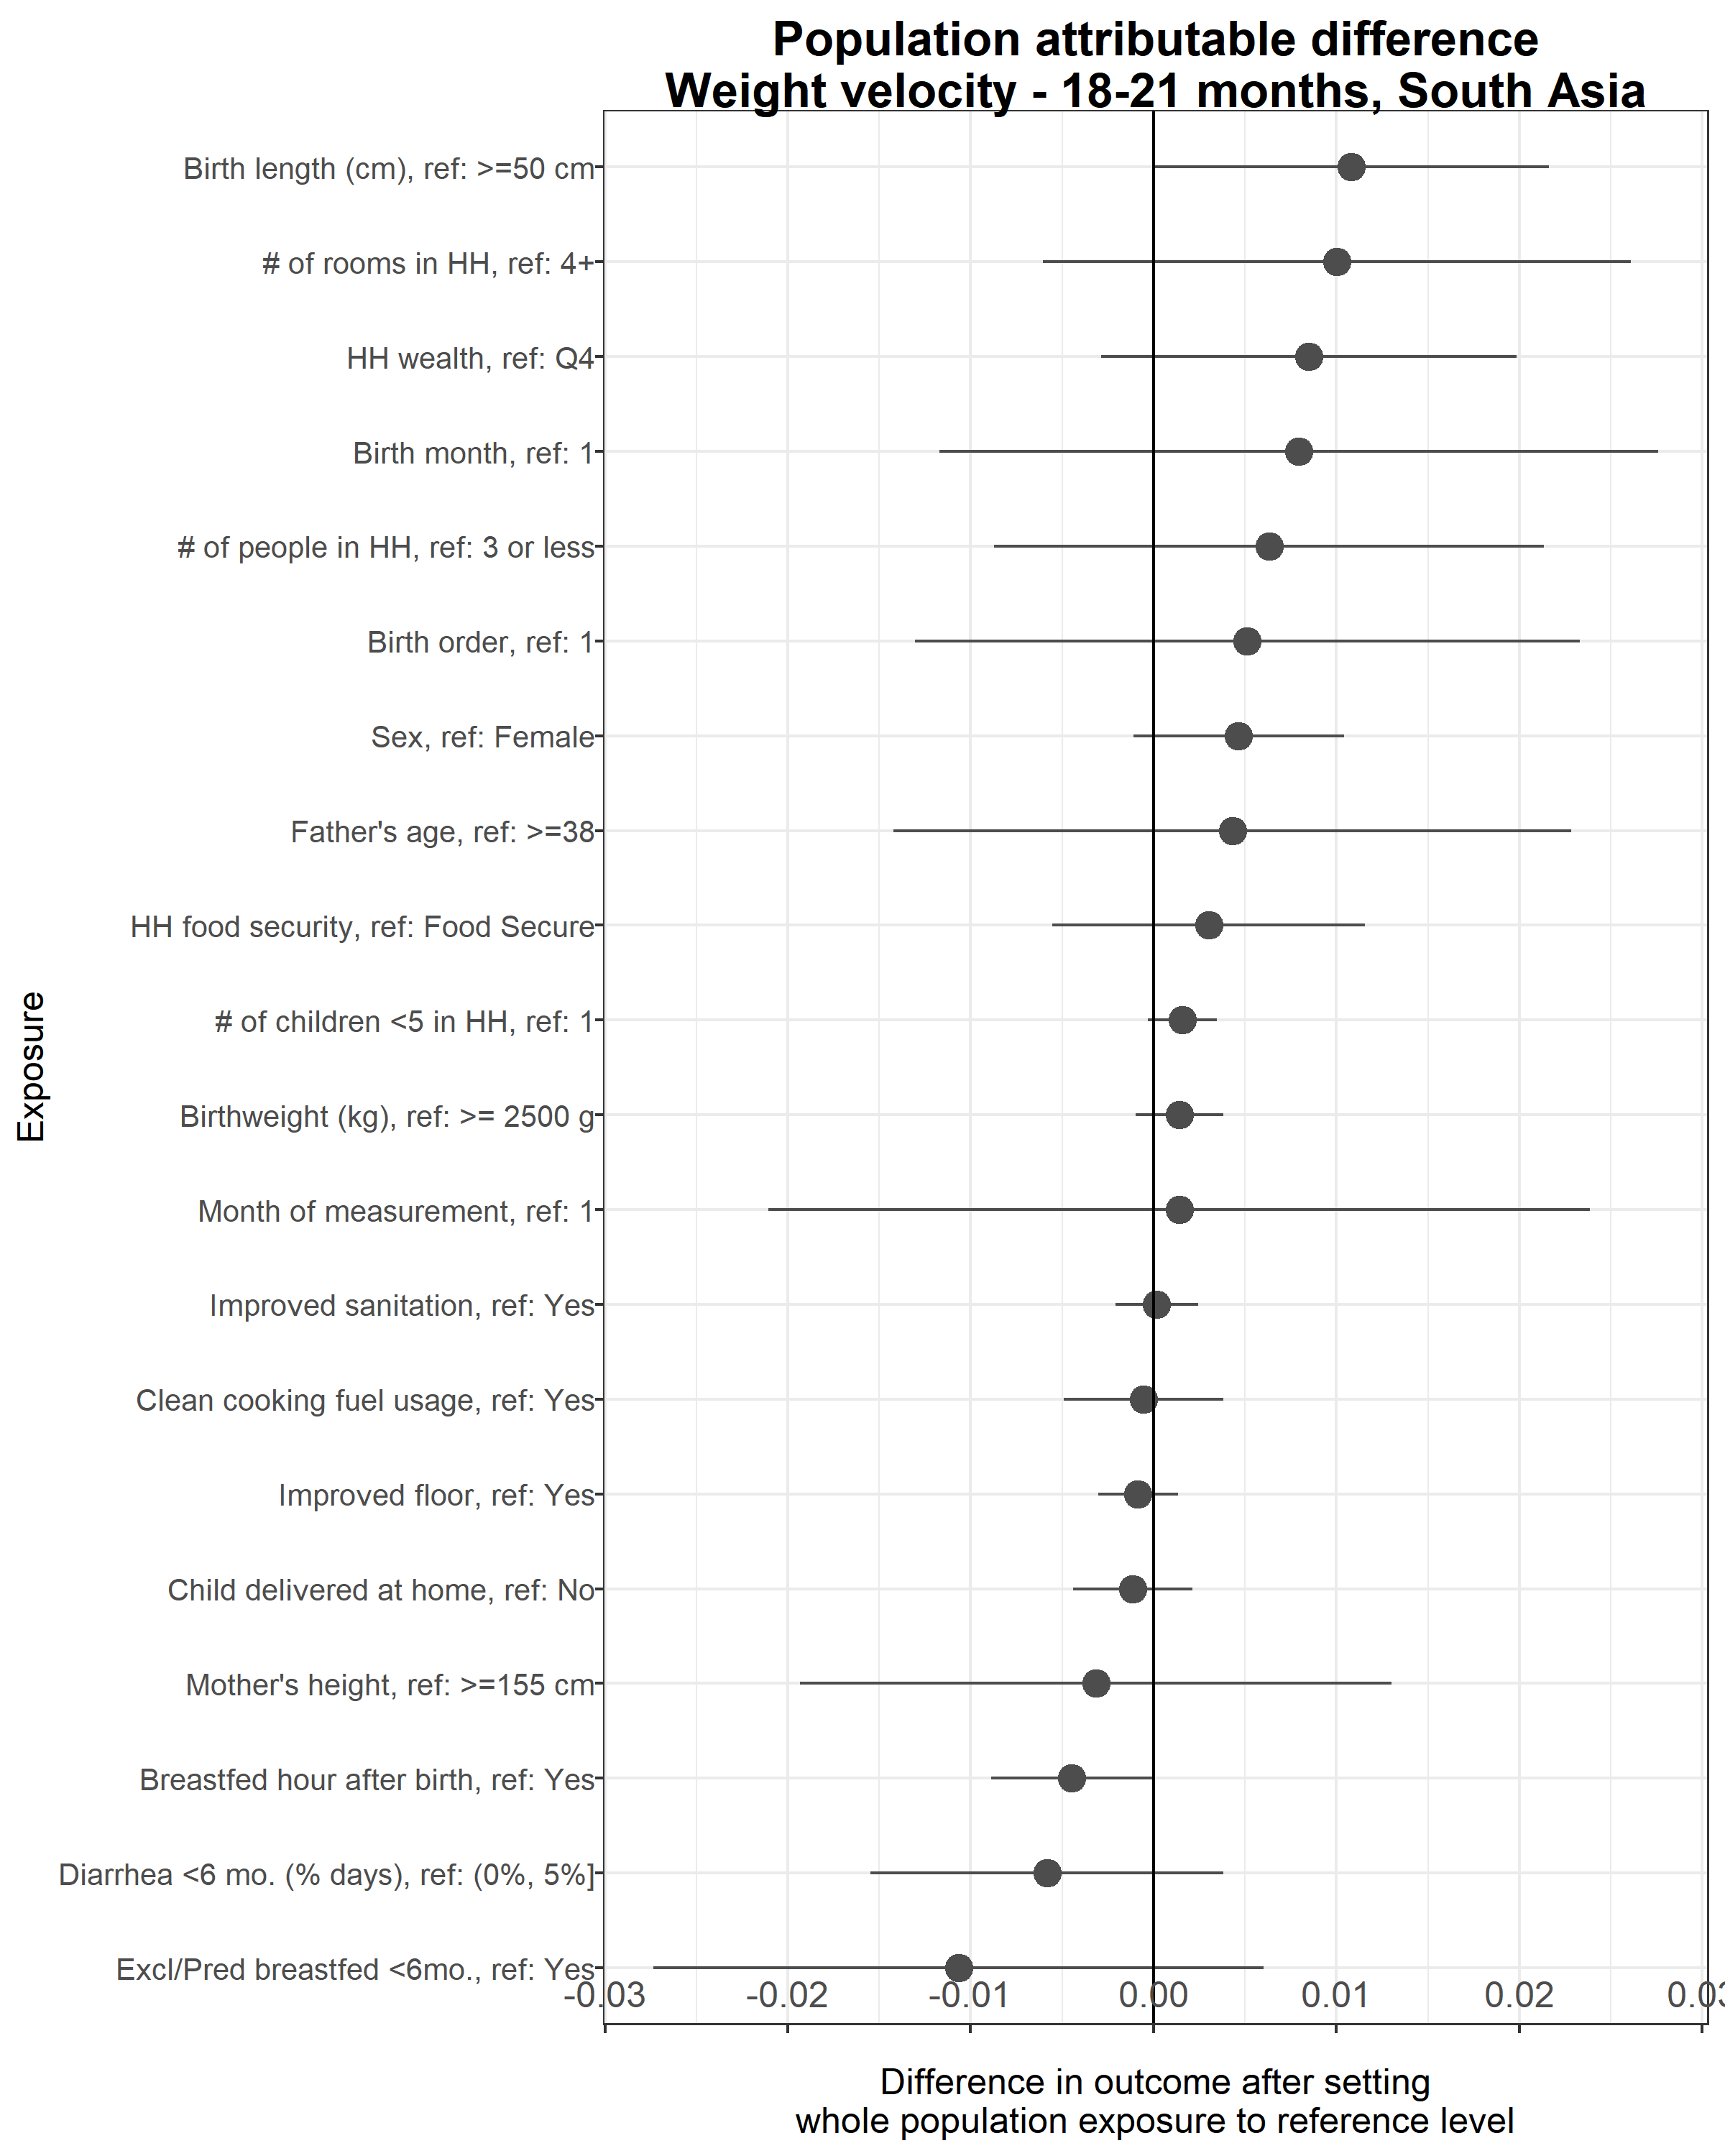 Population attributable difference
Weight velocity - 18-21 months, South Asia
Exposure
Birth length (cm), ref: >=50 cm
# of rooms in HH, ref: 4+
HH wealth, ref: Q4
Birth month, ref: 1
# of people in HH, ref: 3 or less
Birth order, ref: 1
Sex, ref: Female
Father's age, ref: >=38
HH food security, ref: Food Secure
# of children <5 in HH, ref: 1
Birthweight (kg), ref: >= 2500 g
Month of measurement, ref: 1
Improved sanitation, ref: Yes
Clean cooking fuel usage, ref: Yes
Improved floor, ref: Yes
Child delivered at home, ref: No
Mother's height, ref: >=155 cm
Breastfed hour after birth, ref: Yes
Diarrhea <6 mo. (% days), ref: (0%, 5%]
Excl/Pred breastfed <6mo., ref: Yes
-0.03 -0.02 -0.01 0.00 0.01 0.02 0.03
Difference in outcome after setting
whole population exposure to reference level